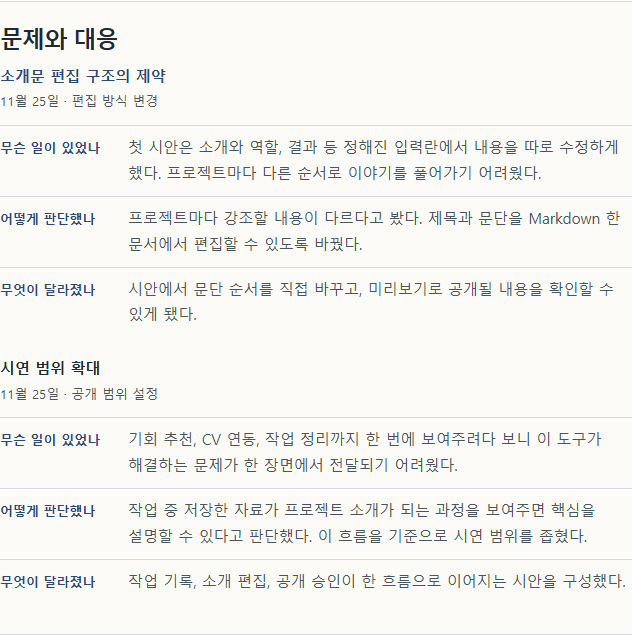 문제와 대응
소개문 편집 구조의 제약
11월 25일 · 편집 방식 변경
무슨 일이 있었나 첫 시안은 소개와 역할, 결과 등 정해진 입력란에서 내용을 따로 수정하게
했다. 프로젝트마다 다른 순서로 이야기를 풀어가기 어려웠다.
어떻게 판단했나 프로젝트마다 강조할 내용이 다르다고 봤다. 제목과 문단을 Markdown 한
문서에서 편집할 수 있도록 바꿨다.
무엇이 달라졌나 시안에서 문단 순서를 직접 바꾸고, 미리보기로 공개될 내용을 확인할 수
있게 됐다.
시연 범위 확대
11월 25일 · 공개 범위 설정
무슨 일이 있었나 기회 추천, CV 연동, 작업 정리까지 한 번에 보여주려다 보니 이 도구가
해결하는 문제가 한 장면에서 전달되기 어려웠다.
어떻게 판단했나 작업 중 저장한 자료가 프로젝트 소개가 되는 과정을 보여주면 핵심을
설명할 수 있다고 판단했다. 이 흐름을 기준으로 시연 범위를 좁혔다.
무엇이 달라졌나 작업 기록, 소개 편집, 공개 승인이 한 흐름으로 이어지는 시안을 구성했다.